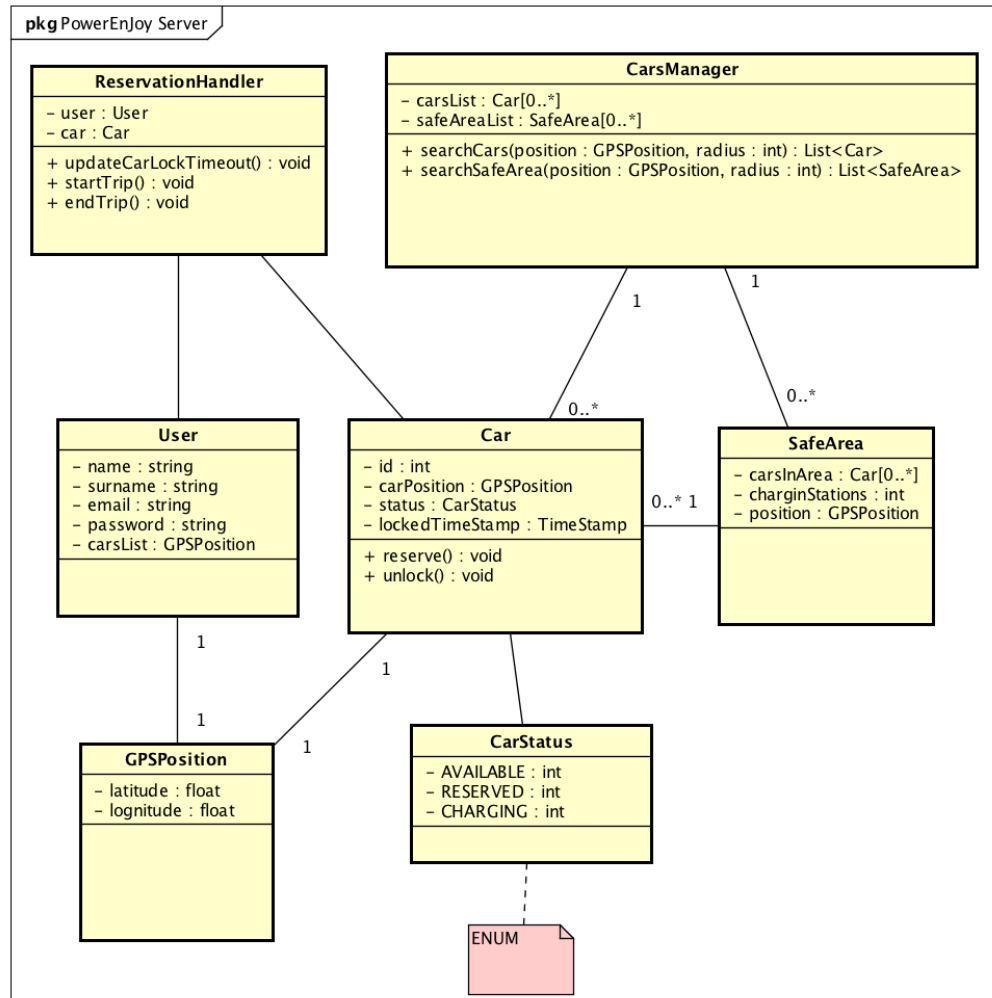 pkg PowerEnJoy Server
ReservationHandler
– user : User
– car : Car
+ updateCarLockTimeout() : void
+ startTrip() : void
+ endTrip() : void
CarsManager
– carsList : Car[0..*]
– safeAreaList : SafeArea[0..*]
+ searchCars(position : GPSPosition, radius : int) : List<Car>
+ searchSafeArea(position : GPSPosition, radius : int) : List<SafeArea>
1
1
0..*
0..*
User
– name : string
– surname : string
– email : string
– password : string
– carsList : GPSPosition
Car
– id : int
– carPosition : GPSPosition
– status : CarStatus
– lockedTimeStamp : TimeStamp
+ reserve() : void
+ unlock() : void
0..* 1
SafeArea
– carsInArea : Car[0..*]
– charginStations : int
– position : GPSPosition
1
1
1
1
GPSPosition
– latitude : float
– lognitude : float
CarStatus
– AVAILABLE : int
– RESERVED : int
– CHARGING : int
ENUM